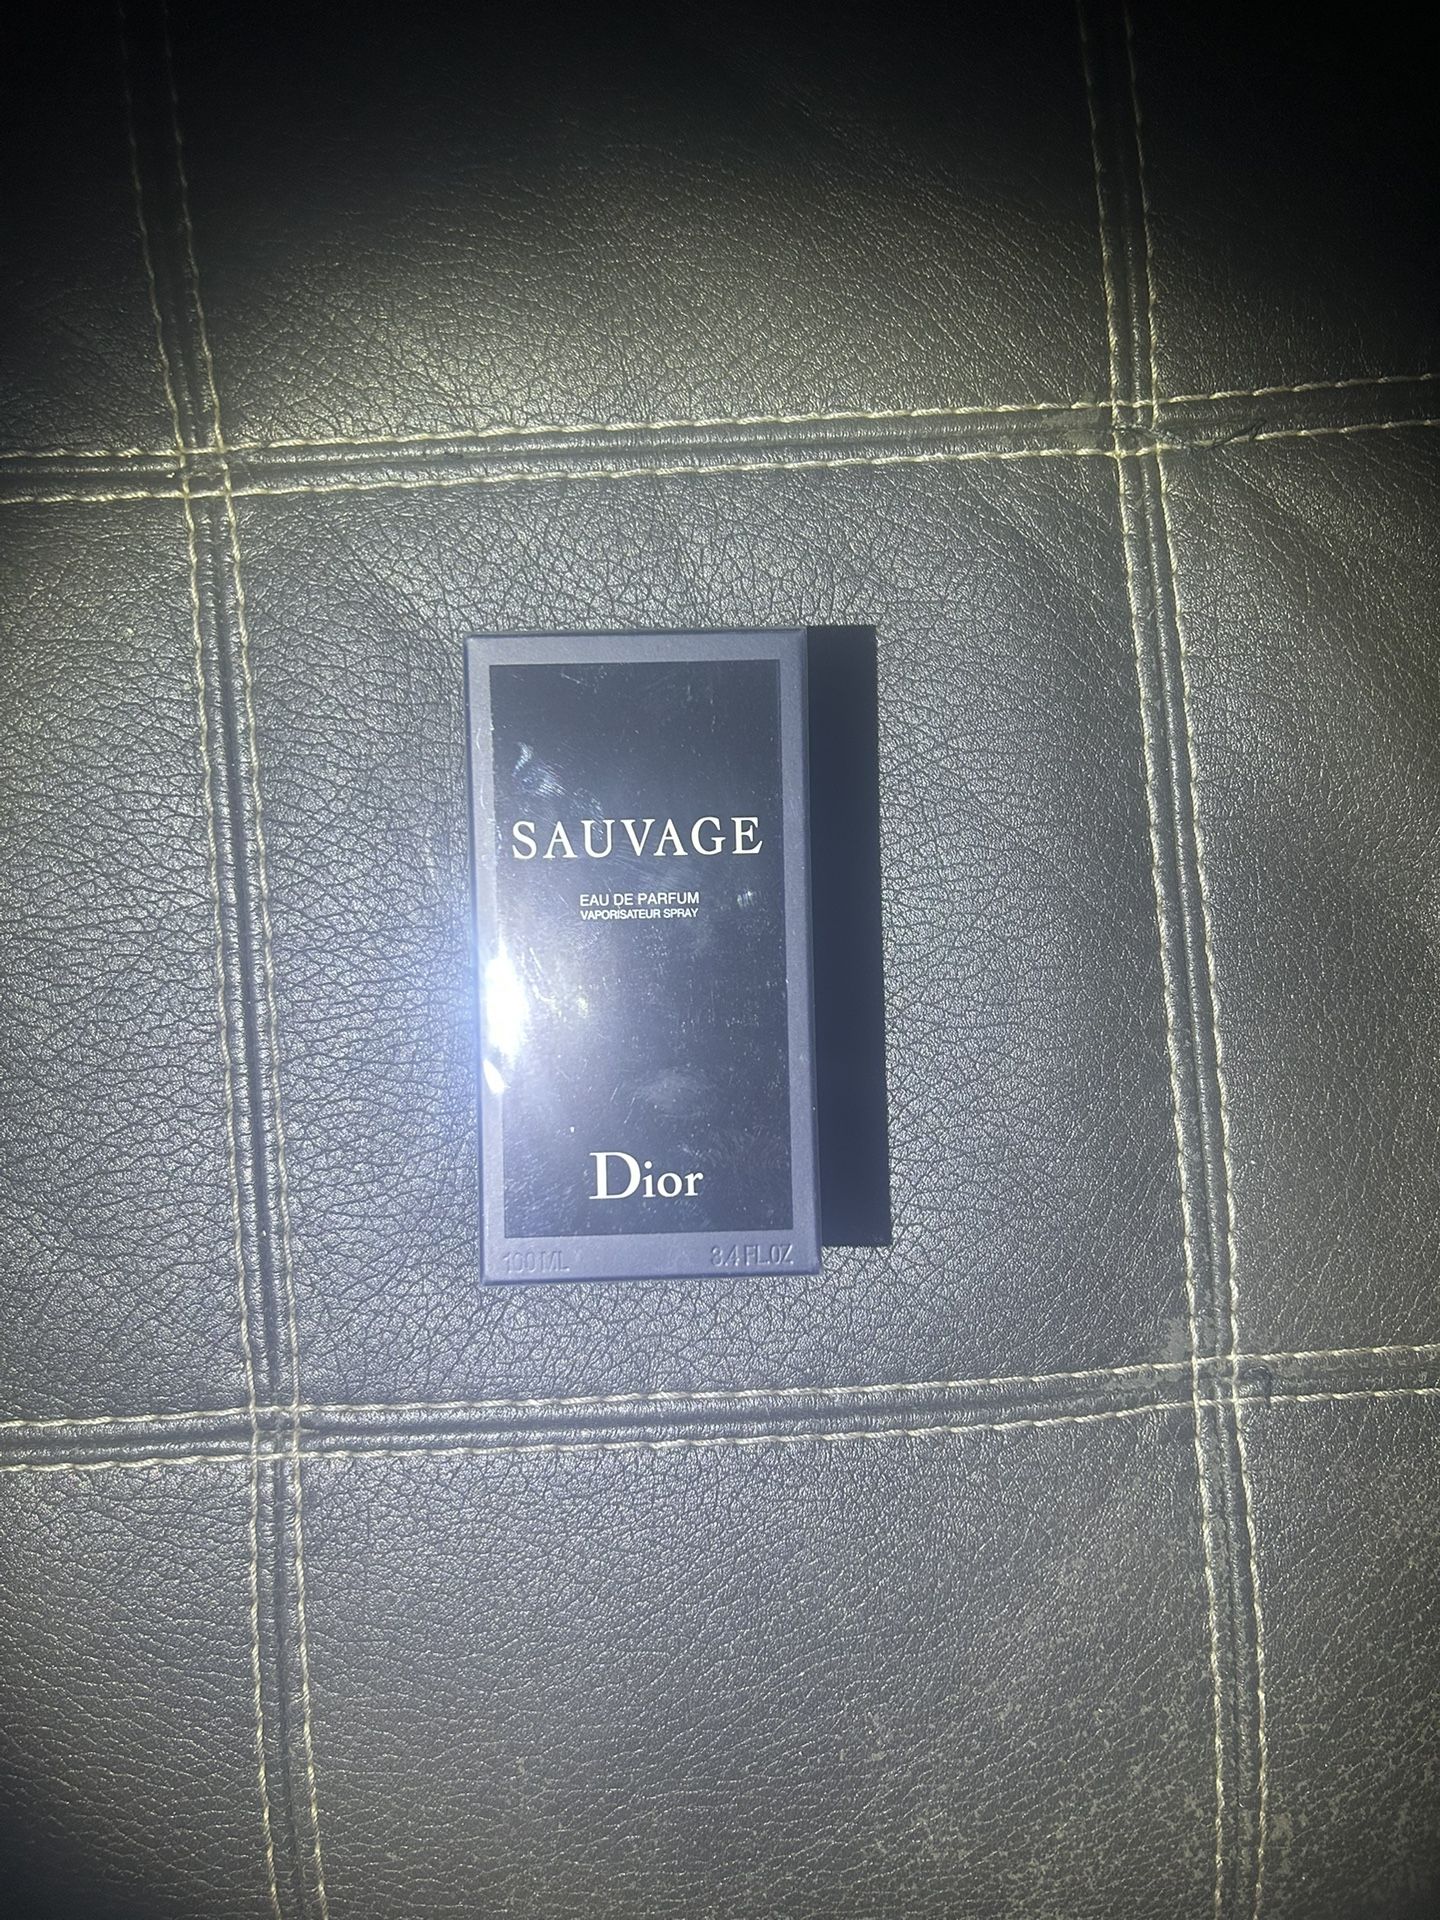 SAUVAGE
EAU DE PARFUM
VAPORISATEUR SPRAY
Dior
100 ML 3.4 FL.OZ